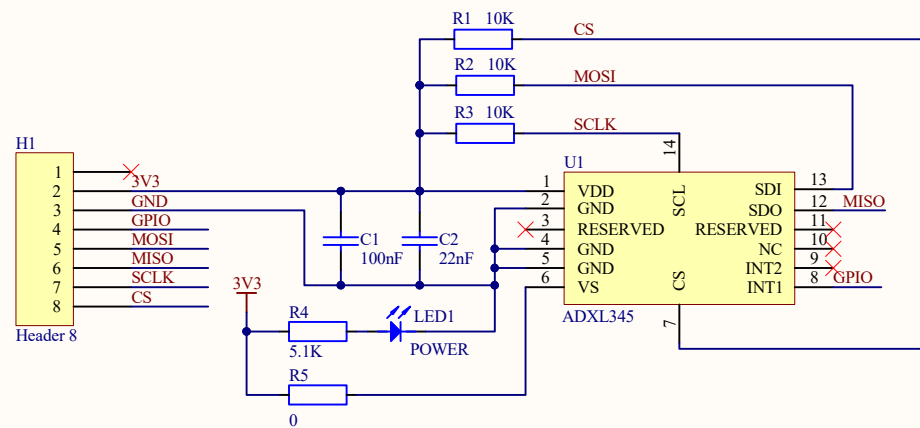 R1 10K CS
R2 10K MOSI
R3 10K SCLK
H1
U1
14
1
2
3
4
5
6
7
8
3V3
GND
GPIO
MOSI
MISO
SCLK
CS
Header 8
C1
100nF
C2
22nF
1 VDD
2 GND
3 RESERVED
4 GND
5 GND
6 VS
SCL
CS
SDI 13
SDO 12 MISO
RESERVED 11
NC 10
INT2 9
INT1 8 GPIO
ADXL345
7
3V3
R4
5.1K
LED1
POWER
R5
0